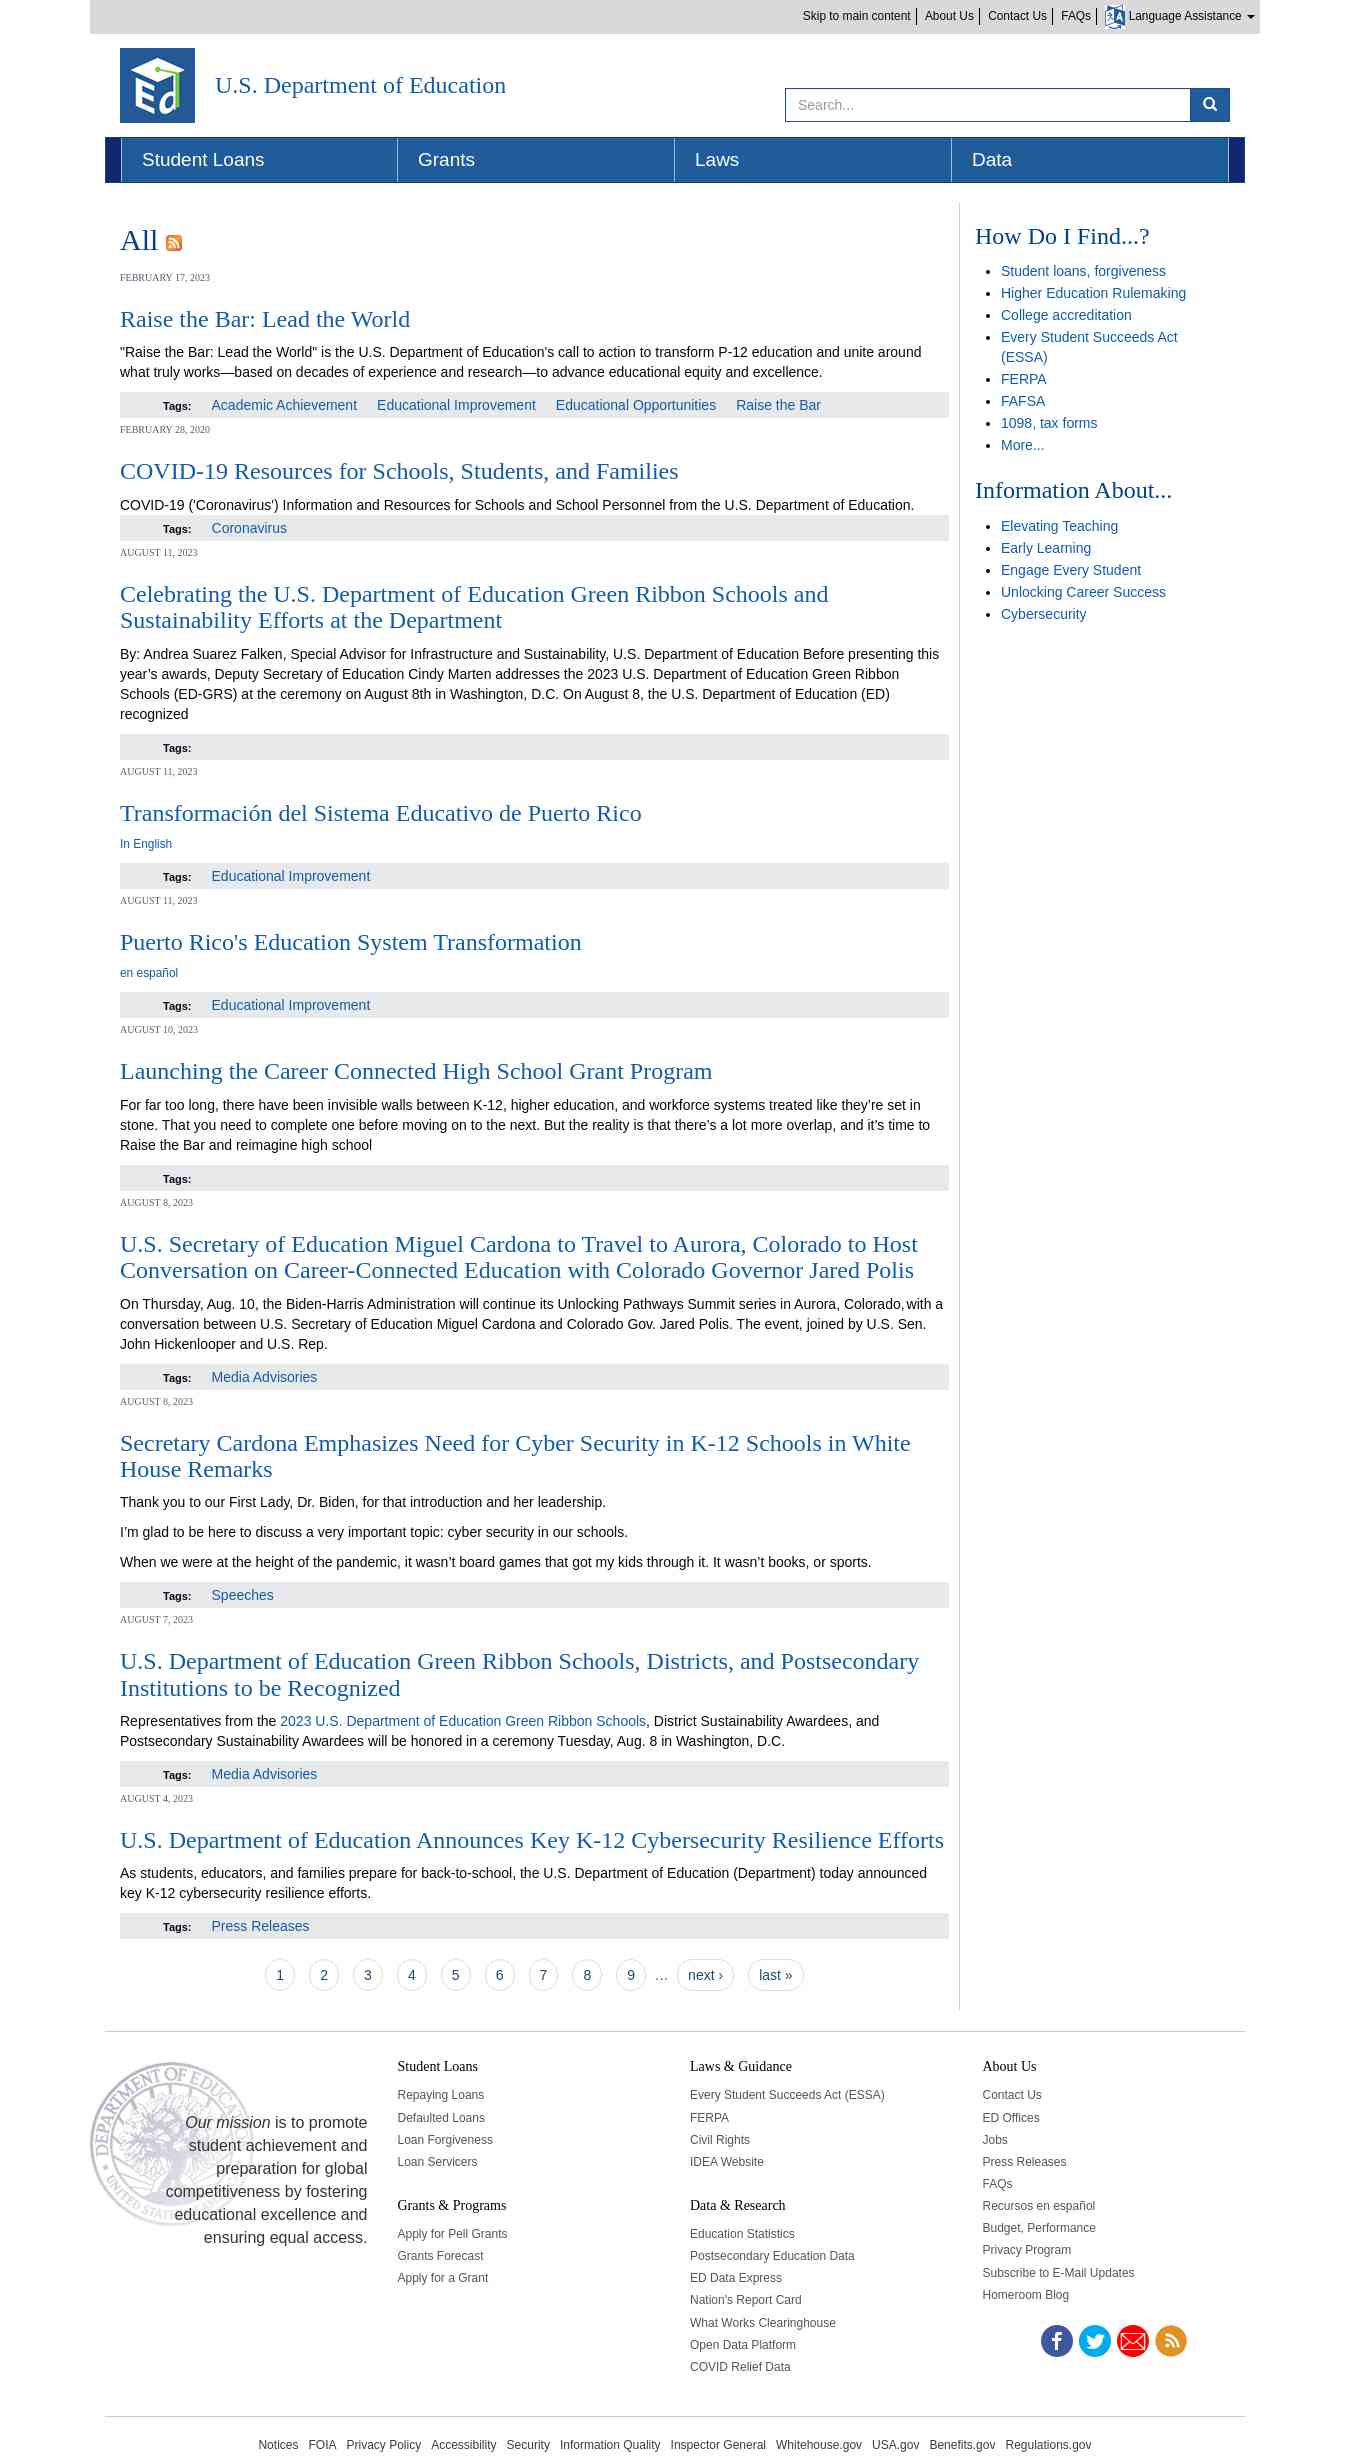 Skip to main content
About Us
Contact Us
FAQs
Language Assistance
Ed
U.S. Department of Education
Search...
Student Loans
Grants
Laws
Data
All
FEBRUARY 17, 2023
Raise the Bar: Lead the World
"Raise the Bar: Lead the World" is the U.S. Department of Education's call to action to transform P-12 education and unite around
what truly works—based on decades of experience and research—to advance educational equity and excellence.
Tags: Academic Achievement Educational Improvement Educational Opportunities Raise the Bar
FEBRUARY 28, 2020
COVID-19 Resources for Schools, Students, and Families
COVID-19 ('Coronavirus') Information and Resources for Schools and School Personnel from the U.S. Department of Education.
Tags: Coronavirus
AUGUST 11, 2023
Celebrating the U.S. Department of Education Green Ribbon Schools and
Sustainability Efforts at the Department
By: Andrea Suarez Falken, Special Advisor for Infrastructure and Sustainability, U.S. Department of Education Before presenting this
year’s awards, Deputy Secretary of Education Cindy Marten addresses the 2023 U.S. Department of Education Green Ribbon
Schools (ED-GRS) at the ceremony on August 8th in Washington, D.C. On August 8, the U.S. Department of Education (ED)
recognized
Tags:
AUGUST 11, 2023
Transformación del Sistema Educativo de Puerto Rico
In English
Tags: Educational Improvement
AUGUST 11, 2023
Puerto Rico's Education System Transformation
en español
Tags: Educational Improvement
AUGUST 10, 2023
Launching the Career Connected High School Grant Program
For far too long, there have been invisible walls between K-12, higher education, and workforce systems treated like they’re set in
stone. That you need to complete one before moving on to the next. But the reality is that there’s a lot more overlap, and it’s time to
Raise the Bar and reimagine high school
Tags:
AUGUST 8, 2023
U.S. Secretary of Education Miguel Cardona to Travel to Aurora, Colorado to Host
Conversation on Career-Connected Education with Colorado Governor Jared Polis
On Thursday, Aug. 10, the Biden-Harris Administration will continue its Unlocking Pathways Summit series in Aurora, Colorado, with a
conversation between U.S. Secretary of Education Miguel Cardona and Colorado Gov. Jared Polis. The event, joined by U.S. Sen.
John Hickenlooper and U.S. Rep.
Tags: Media Advisories
AUGUST 8, 2023
Secretary Cardona Emphasizes Need for Cyber Security in K-12 Schools in White
House Remarks
Thank you to our First Lady, Dr. Biden, for that introduction and her leadership.
I’m glad to be here to discuss a very important topic: cyber security in our schools.
When we were at the height of the pandemic, it wasn’t board games that got my kids through it. It wasn’t books, or sports.
Tags: Speeches
AUGUST 7, 2023
U.S. Department of Education Green Ribbon Schools, Districts, and Postsecondary
Institutions to be Recognized
Representatives from the 2023 U.S. Department of Education Green Ribbon Schools, District Sustainability Awardees, and
Postsecondary Sustainability Awardees will be honored in a ceremony Tuesday, Aug. 8 in Washington, D.C.
Tags: Media Advisories
AUGUST 4, 2023
U.S. Department of Education Announces Key K-12 Cybersecurity Resilience Efforts
As students, educators, and families prepare for back-to-school, the U.S. Department of Education (Department) today announced
key K-12 cybersecurity resilience efforts.
Tags: Press Releases
1 2 3 4 5 6 7 8 9 … next › last »
How Do I Find...?
Student loans, forgiveness
Higher Education Rulemaking
College accreditation
Every Student Succeeds Act
(ESSA)
FERPA
FAFSA
1098, tax forms
More...
Information About...
Elevating Teaching
Early Learning
Engage Every Student
Unlocking Career Success
Cybersecurity
Our mission is to promote
student achievement and
preparation for global
competitiveness by fostering
educational excellence and
ensuring equal access.
Student Loans
Repaying Loans
Defaulted Loans
Loan Forgiveness
Loan Servicers
Grants & Programs
Apply for Pell Grants
Grants Forecast
Apply for a Grant
Laws & Guidance
Every Student Succeeds Act (ESSA)
FERPA
Civil Rights
IDEA Website
Data & Research
Education Statistics
Postsecondary Education Data
ED Data Express
Nation's Report Card
What Works Clearinghouse
Open Data Platform
COVID Relief Data
About Us
Contact Us
ED Offices
Jobs
Press Releases
FAQs
Recursos en español
Budget, Performance
Privacy Program
Subscribe to E-Mail Updates
Homeroom Blog
Notices FOIA Privacy Policy Accessibility Security Information Quality Inspector General Whitehouse.gov USA.gov Benefits.gov Regulations.gov